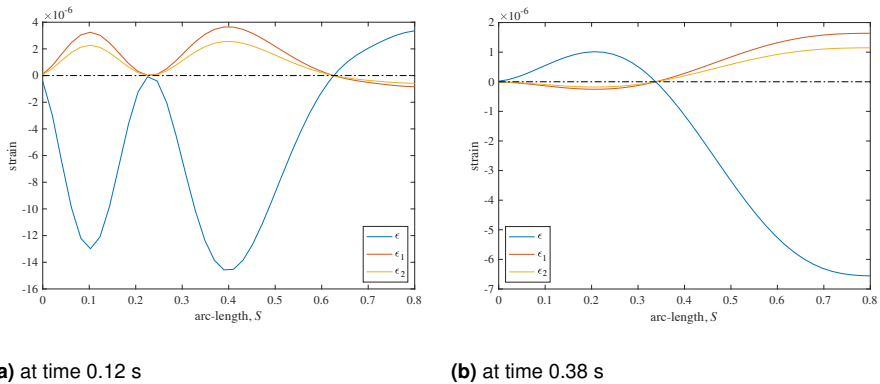 ×10⁻⁶
4
2
0
-2
-4
-6
-8
-10
-12
-14
-16
strain
ϵ
ϵ₁
ϵ₂
0 0.1 0.2 0.3 0.4 0.5 0.6 0.7 0.8
arc-length, S
a) at time 0.12 s
×10⁻⁶
2
1
0
-1
-2
-3
-4
-5
-6
-7
strain
ϵ
ϵ₁
ϵ₂
0 0.1 0.2 0.3 0.4 0.5 0.6 0.7 0.8
arc-length, S
(b) at time 0.38 s